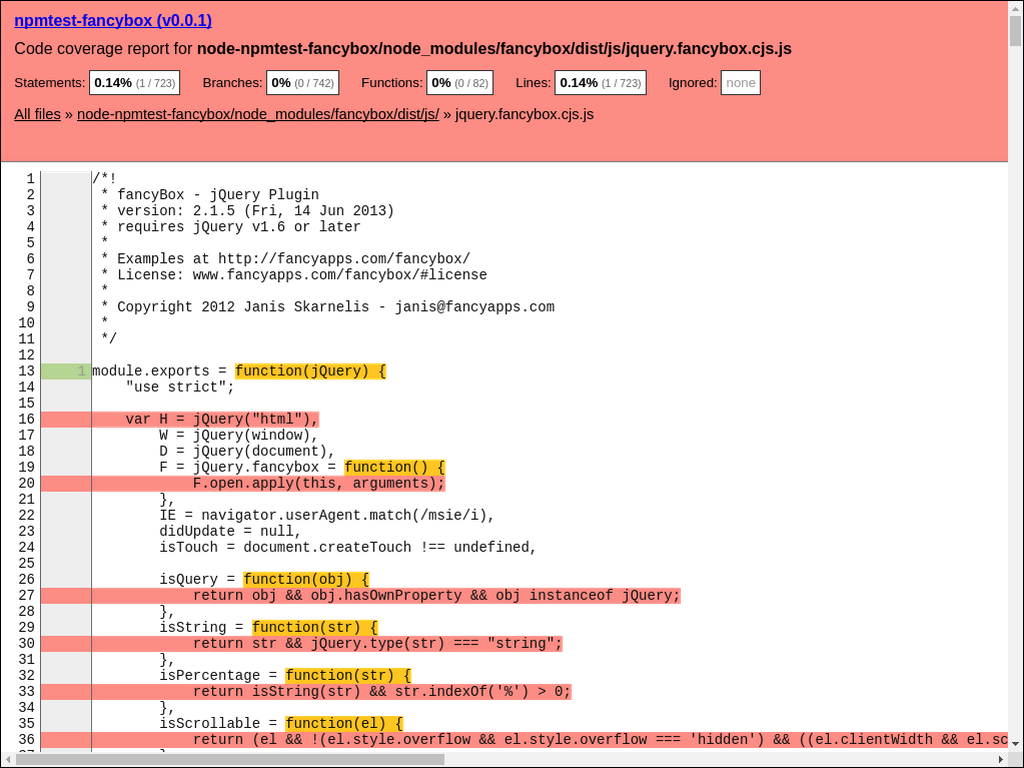 npmtest-fancybox (v0.0.1)
Code coverage report for node-npmtest-fancybox/node_modules/fancybox/dist/js/jquery.fancybox.cjs.js
Statements: 0.14% (1 / 723) Branches: 0% (0 / 742) Functions: 0% (0 / 82) Lines: 0.14% (1 / 723) Ignored: none
All files » node-npmtest-fancybox/node_modules/fancybox/dist/js/ » jquery.fancybox.cjs.js
1 /*!
2  * fancyBox - jQuery Plugin
3  * version: 2.1.5 (Fri, 14 Jun 2013)
4  * requires jQuery v1.6 or later
5  *
6  * Examples at http://fancyapps.com/fancybox/
7  * License: www.fancyapps.com/fancybox/#license
8  *
9  * Copyright 2012 Janis Skarnelis - janis@fancyapps.com
10  *
11  */
12
13 1 module.exports = function(jQuery) {
14     "use strict";
15
16     var H = jQuery("html"),
17         W = jQuery(window),
18         D = jQuery(document),
19         F = jQuery.fancybox = function() {
20             F.open.apply(this, arguments);
21         },
22         IE = navigator.userAgent.match(/msie/i),
23         didUpdate = null,
24         isTouch = document.createTouch !== undefined,
25
26         isQuery = function(obj) {
27             return obj && obj.hasOwnProperty && obj instanceof jQuery;
28         },
29         isString = function(str) {
30             return str && jQuery.type(str) === "string";
31         },
32         isPercentage = function(str) {
33             return isString(str) && str.indexOf('%') > 0;
34         },
35         isScrollable = function(el) {
36             return (el && !(el.style.overflow && el.style.overflow === 'hidden') && ((el.clientWidth && el.sc